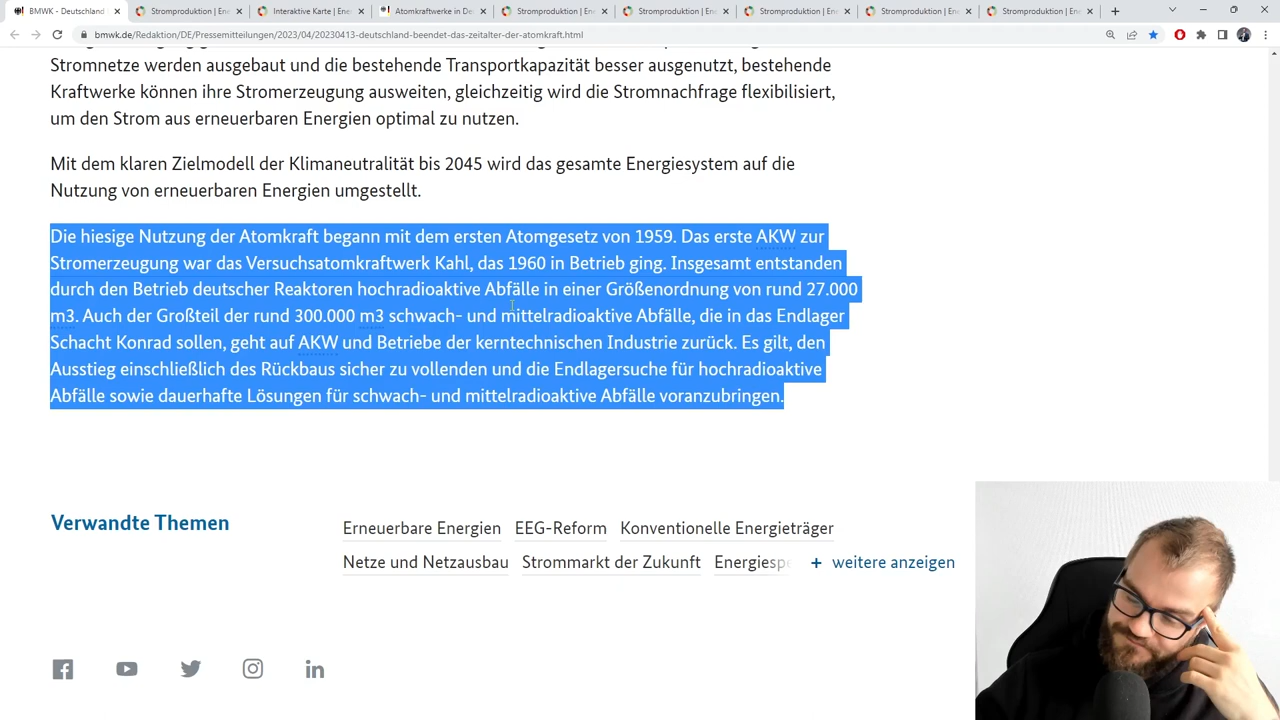 BMWK - Deutschland
Stromproduktion | Ene
Interaktive Karte | Ene
Atomkraftwerke in De
Stromproduktion | Ene
Stromproduktion | Ene
Stromproduktion | Ene
Stromproduktion | Ene
Stromproduktion | Ene
bmwk.de/Redaktion/DE/Pressemitteilungen/2023/04/20230413-deutschland-beendet-das-zeitalter-der-atomkraft.html
Stromnetze werden ausgebaut und die bestehende Transportkapazität besser ausgenutzt, bestehende
Kraftwerke können ihre Stromerzeugung ausweiten, gleichzeitig wird die Stromnachfrage flexibilisiert,
um den Strom aus erneuerbaren Energien optimal zu nutzen.
Mit dem klaren Zielmodell der Klimaneutralität bis 2045 wird das gesamte Energiesystem auf die
Nutzung von erneuerbaren Energien umgestellt.
Die hiesige Nutzung der Atomkraft begann mit dem ersten Atomgesetz von 1959. Das erste AKW zur
Stromerzeugung war das Versuchsatomkraftwerk Kahl, das 1960 in Betrieb ging. Insgesamt entstanden
durch den Betrieb deutscher Reaktoren hochradioaktive Abfälle in einer Größenordnung von rund 27.000
m3. Auch der Großteil der rund 300.000 m3 schwach- und mittelradioaktive Abfälle, die in das Endlager
Schacht Konrad sollen, geht auf AKW und Betriebe der kerntechnischen Industrie zurück. Es gilt, den
Ausstieg einschließlich des Rückbaus sicher zu vollenden und die Endlagersuche für hochradioaktive
Abfälle sowie dauerhafte Lösungen für schwach- und mittelradioaktive Abfälle voranzubringen.
Verwandte Themen
Erneuerbare Energien EEG-Reform Konventionelle Energieträger
Netze und Netzausbau Strommarkt der Zukunft Energiespe + weitere anzeigen